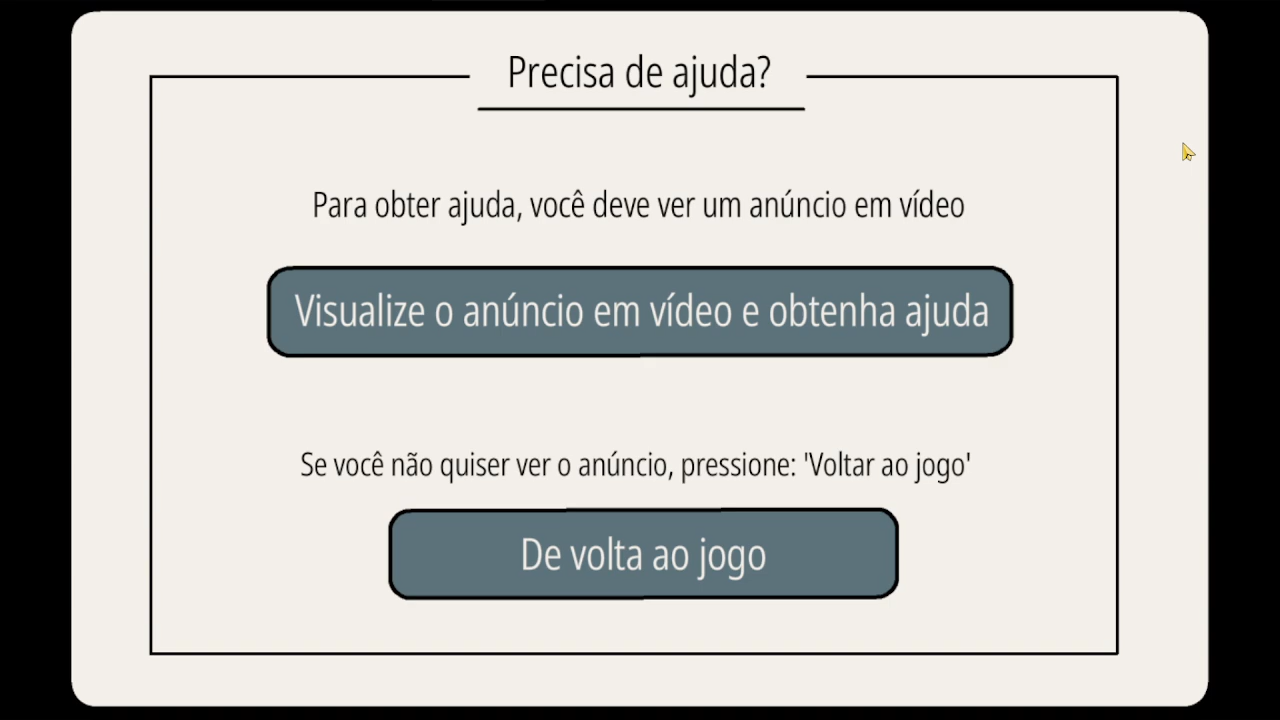 Precisa de ajuda?
Para obter ajuda, você deve ver um anúncio em vídeo
Visualize o anúncio em vídeo e obtenha ajuda
Se você não quiser ver o anúncio, pressione: 'Voltar ao jogo'
De volta ao jogo